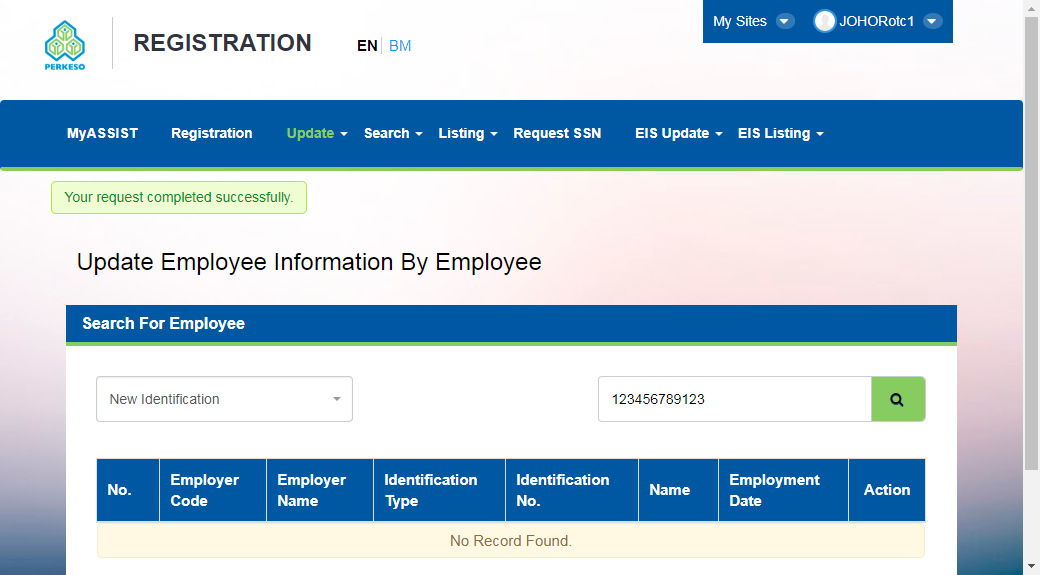 My Sites JOHORotc1
PERKESO
REGISTRATION EN BM
MyASSIST Registration Update Search Listing Request SSN EIS Update EIS Listing
Your request completed successfully.
Update Employee Information By Employee
Search For Employee
New Identification 123456789123
No. Employer Code Employer Name Identification Type Identification No. Name Employment Date Action
No Record Found.